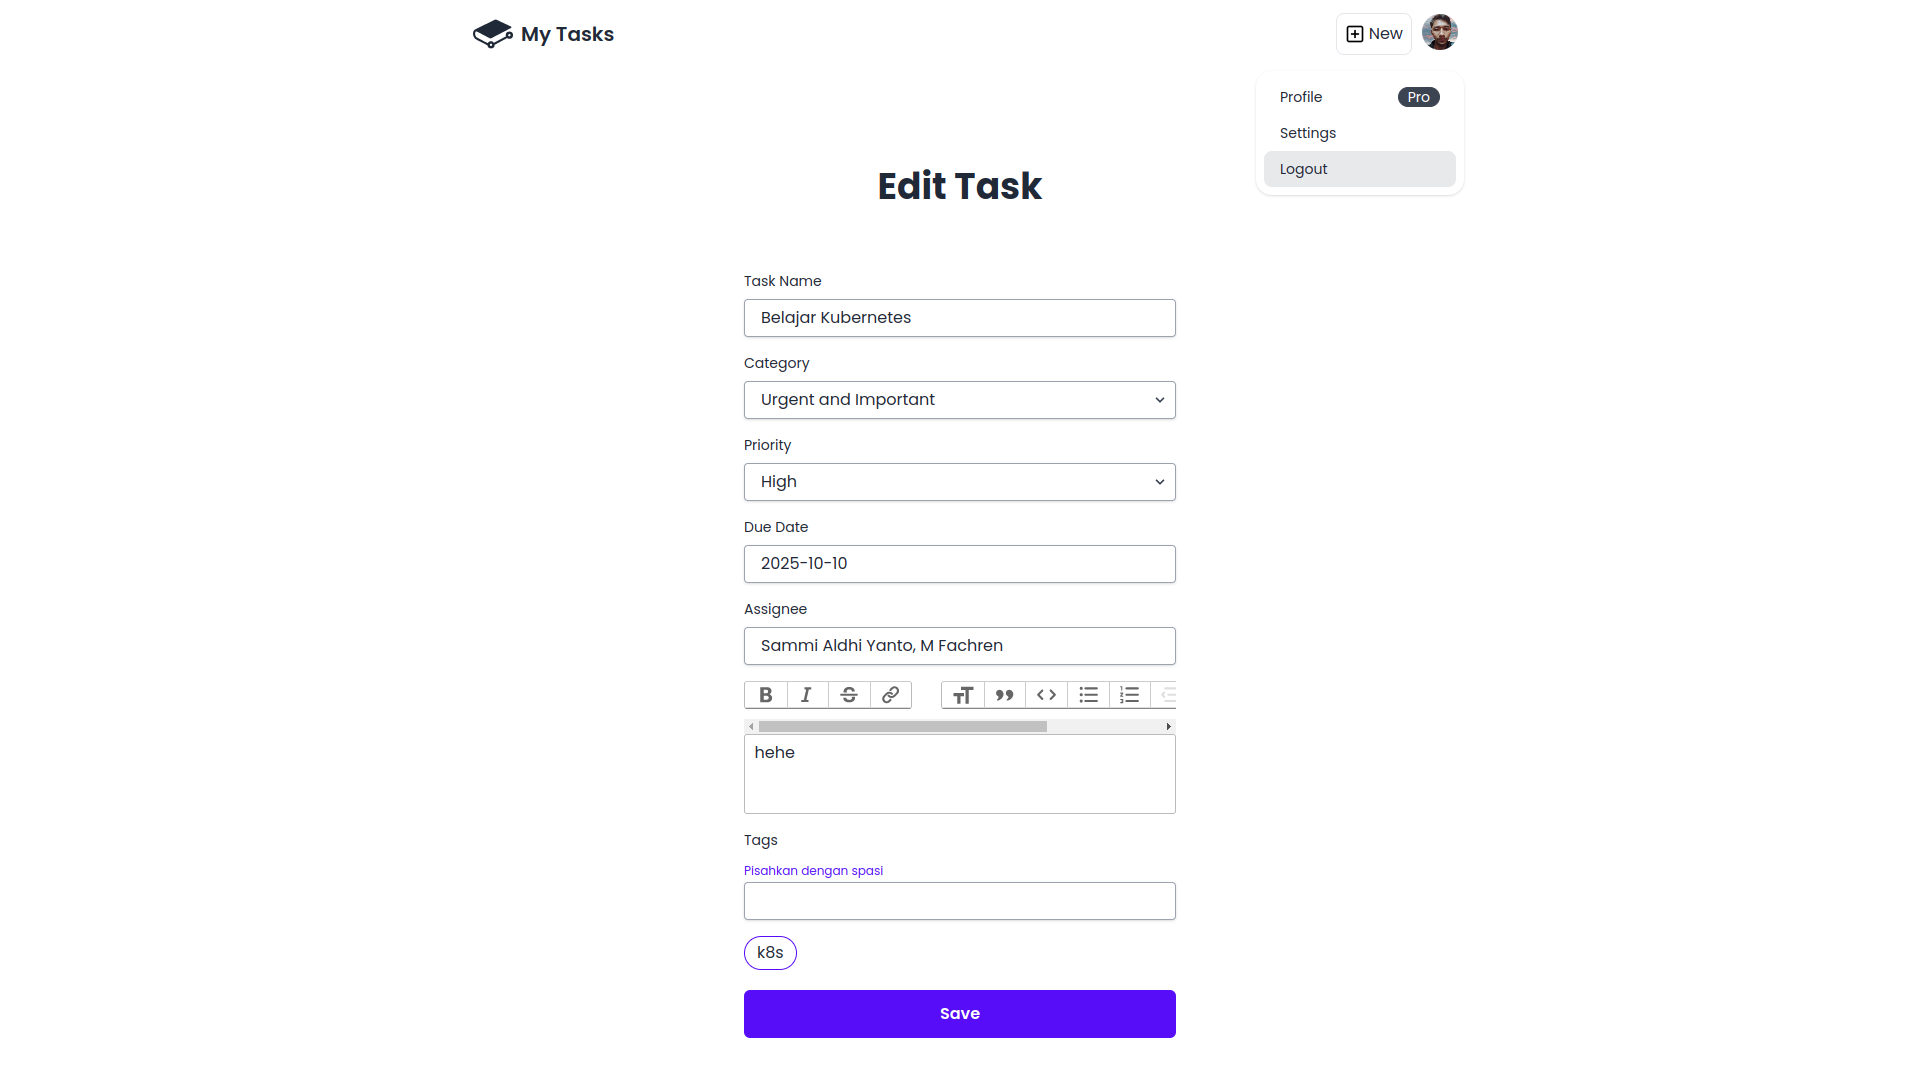 My Tasks
New
Profile
Pro
Settings
Logout
Edit Task
Task Name
Belajar Kubernetes
Category
Urgent and Important
Priority
High
Due Date
2025-10-10
Assignee
Sammi Aldhi Yanto, M Fachren
hehe
Tags
Pisahkan dengan spasi
k8s
Save